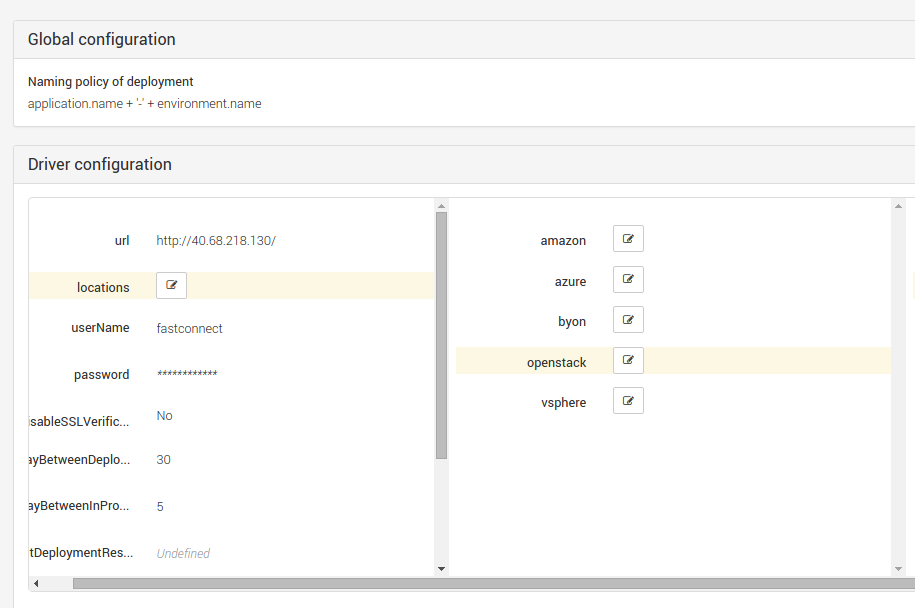 Global configuration
Naming policy of deployment
application.name + '-' + environment.name
Driver configuration
url http://40.68.218.130/
locations
userName fastconnect
password ************
isableSSLVerific... No
ayBetweenDeplo... 30
ayBetweenInPro... 5
tDeploymentRes... Undefined
amazon
azure
byon
openstack
vsphere